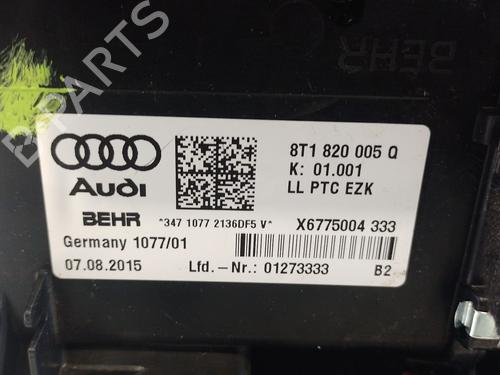 BEHR
B-PARTS
8T1 820 005 Q
K: 01.001
LL PTC EZK
Audi
BEHR
*347 1077 2136DF5 V*
X6775004 333
Germany 1077/01
07.08.2015
Lfd.-Nr.: 01273333
B2